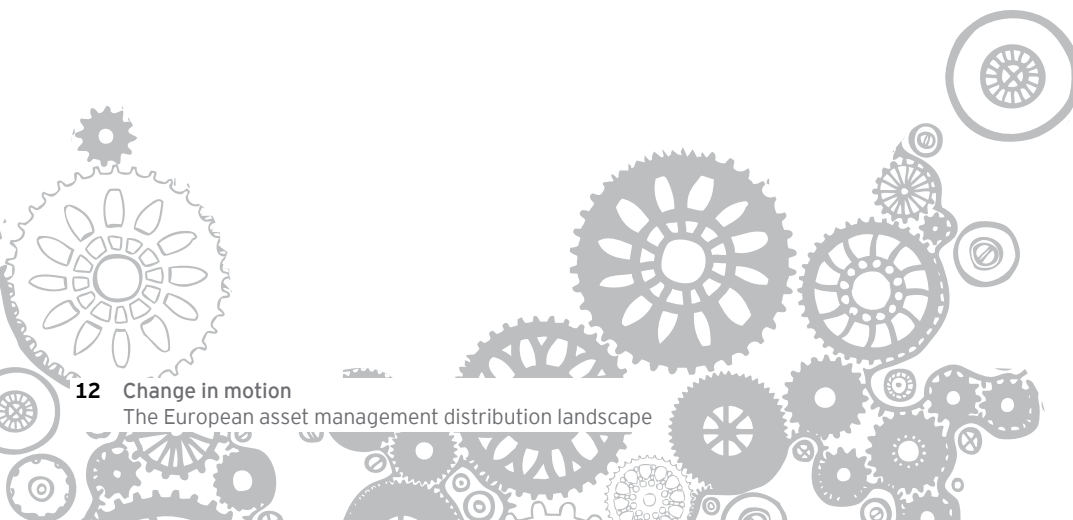 12 Change in motion
The European asset management distribution landscape